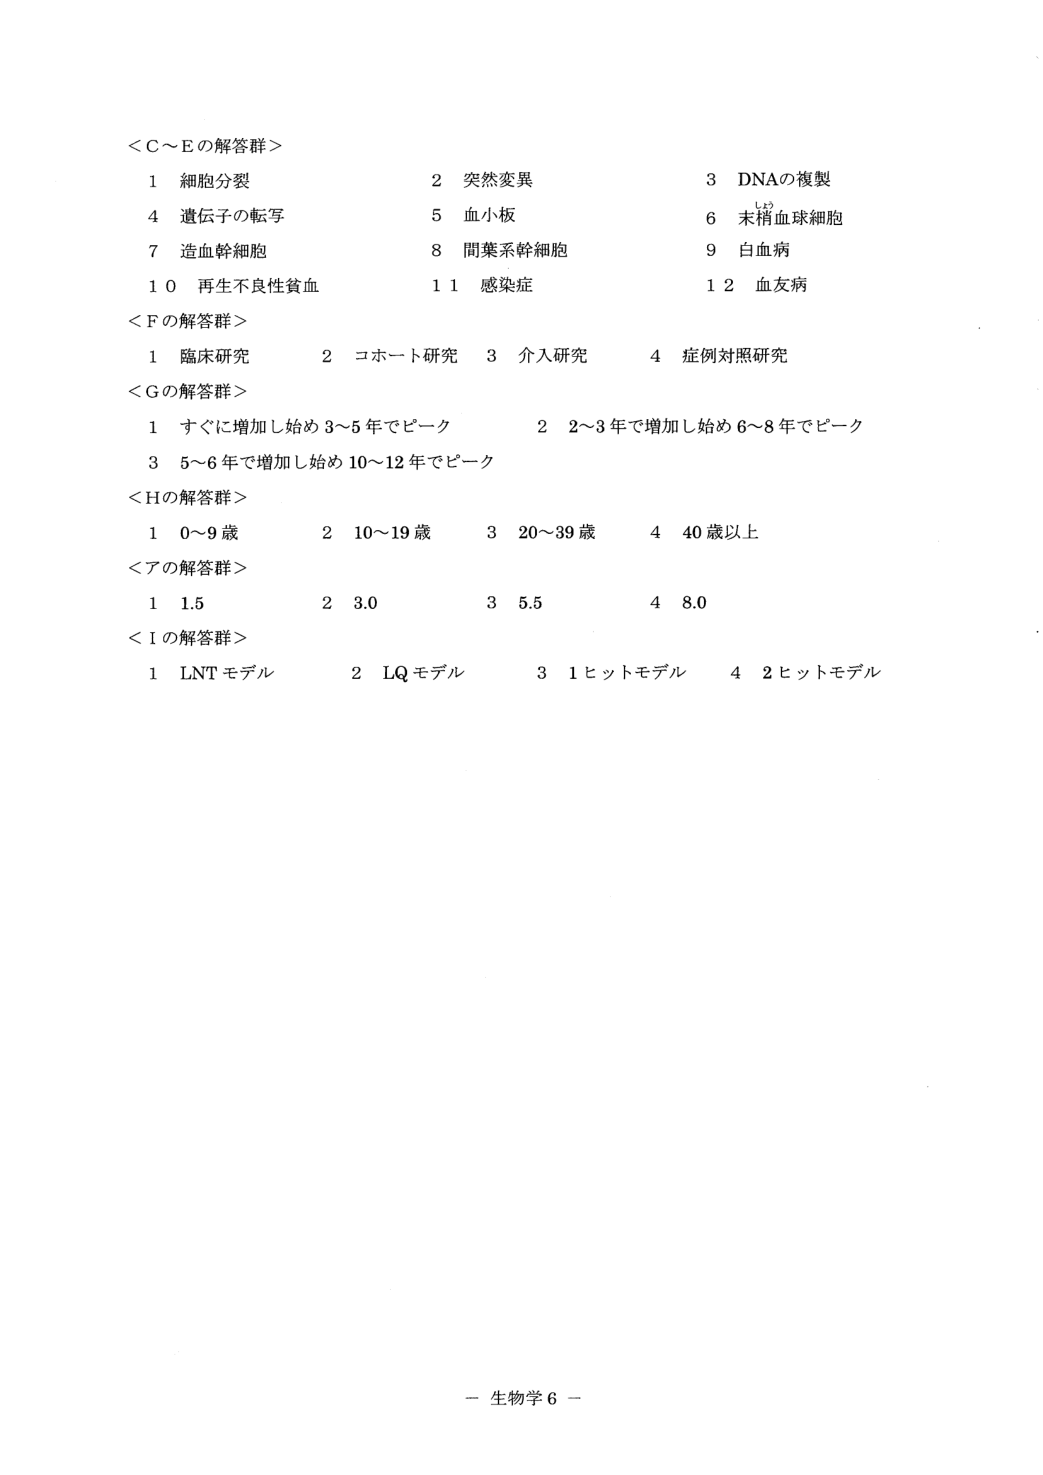 ＜C～Eの解答群＞
1 細胞分裂 2 突然変異 3 DNAの複製
4 遺伝子の転写 5 血小板 6 末梢血球細胞
しょう
7 造血幹細胞 8 間葉系幹細胞 9 白血病
10 再生不良性貧血 11 感染症 12 血友病
＜Fの解答群＞
1 臨床研究 2 コホート研究 3 介入研究 4 症例対照研究
＜Gの解答群＞
1 すぐに増加し始め3～5年でピーク 2 2～3年で増加し始め6～8年でピーク
3 5～6年で増加し始め10～12年でピーク
＜Hの解答群＞
1 0～9歳 2 10～19歳 3 20～39歳 4 40歳以上
＜アの解答群＞
1 1.5 2 3.0 3 5.5 4 8.0
＜Iの解答群＞
1 LNTモデル 2 LQモデル 3 1ヒットモデル 4 2ヒットモデル
－ 生物学6 －